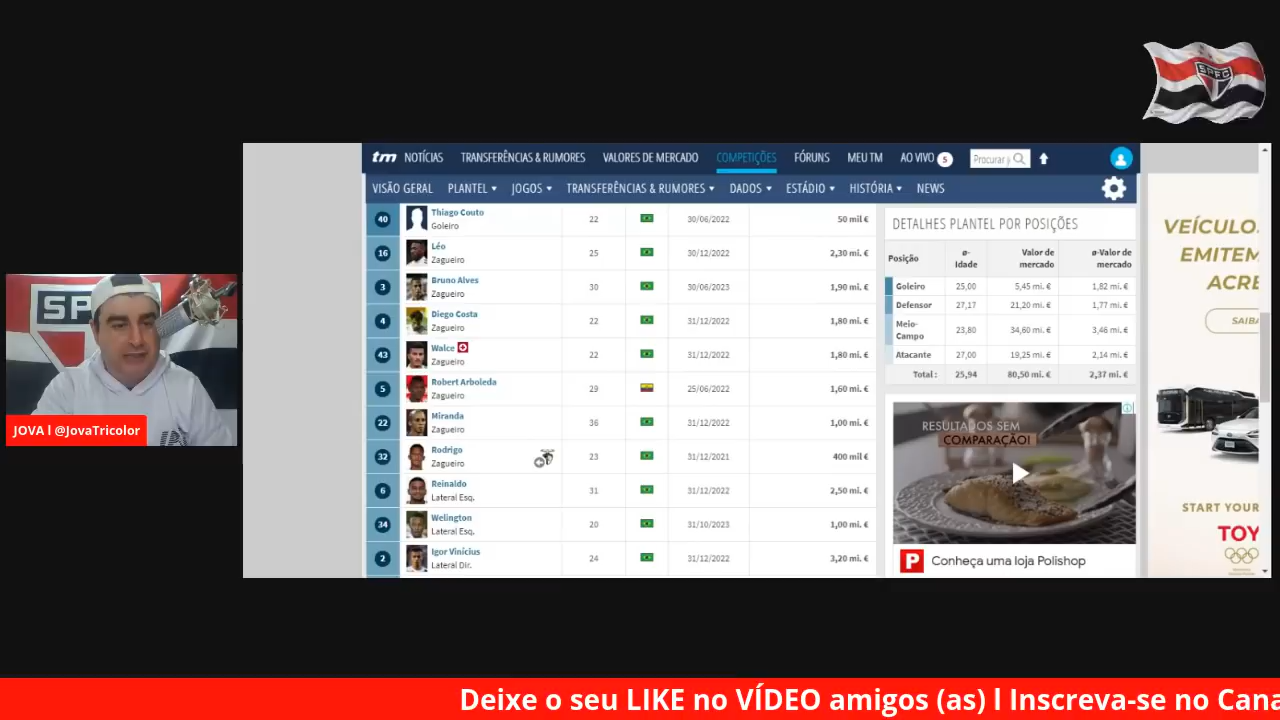 SPFC
tm NOTÍCIAS TRANSFERÊNCIAS & RUMORES VALORES DE MERCADO COMPETIÇÕES FÓRUNS MEU TM AO VIVO 5 Procurar
VISÃO GERAL PLANTEL JOGOS TRANSFERÊNCIAS & RUMORES DADOS ESTÁDIO HISTÓRIA NEWS
40 Thiago Couto 22 30/06/2022 50 mil €
Goleiro
16 Léo 25 30/12/2022 2,30 mi. €
Zagueiro
3 Bruno Alves 30 30/06/2023 1,90 mi. €
Zagueiro
4 Diego Costa 22 31/12/2022 1,80 mi. €
Zagueiro
43 Walce 22 31/12/2022 1,80 mi. €
Zagueiro
5 Robert Arboleda 29 25/06/2022 1,60 mi. €
Zagueiro
22 Miranda 36 31/12/2022 1,00 mi. €
Zagueiro
32 Rodrigo 23 31/12/2021 400 mil €
Zagueiro
6 Reinaldo 31 31/12/2022 2,50 mi. €
Lateral Esq.
34 Welington 20 31/10/2023 1,00 mi. €
Lateral Esq.
2 Igor Vinícius 24 31/12/2022 3,20 mi. €
Lateral Dir.
DETALHES PLANTEL POR POSIÇÕES
Posição ø-Idade Valor de mercado ø-Valor de mercado
Goleiro 25,00 5,45 mi. € 1,82 mi. €
Defensor 27,17 21,20 mi. € 1,77 mi. €
Meio-Campo 23,80 34,60 mi. € 3,46 mi. €
Atacante 27,00 19,25 mi. € 2,14 mi. €
Total : 25,94 80,50 mi. € 2,37 mi. €
RESULTADOS SEM
COMPARAÇÃO!
P Conheça uma loja Polishop
VEÍCULO
EMITEM
ACRE
SAIBA
START YOUR
TOY
SP
JOVA l @JovaTricolor
Deixe o seu LIKE no VÍDEO amigos (as) l Inscreva-se no Cana